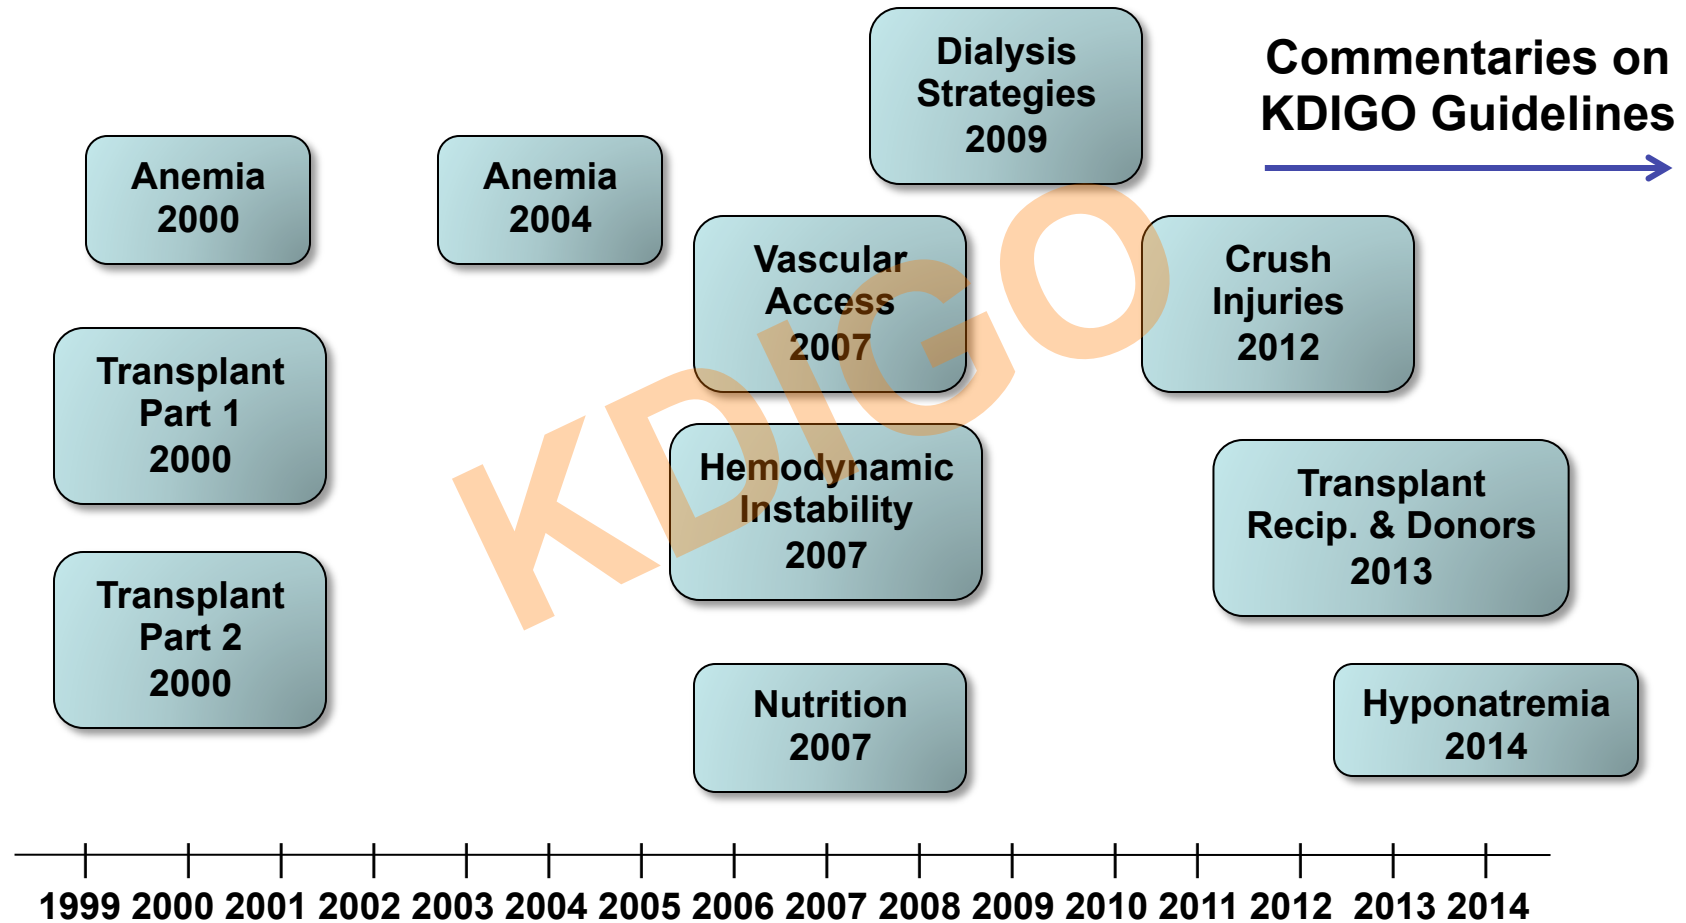 Dialysis
Strategies
2009
Commentaries on
KDIGO Guidelines
Anemia
2000
Anemia
2004
Vascular
Access
2007
Crush
Injuries
2012
Transplant
Part 1
2000
Hemodynamic
Instability
2007
Transplant
Recip. & Donors
2013
Transplant
Part 2
2000
Nutrition
2007
Hyponatremia
2014
KDIGO
1999 2000 2001 2002 2003 2004 2005 2006 2007 2008 2009 2010 2011 2012 2013 2014